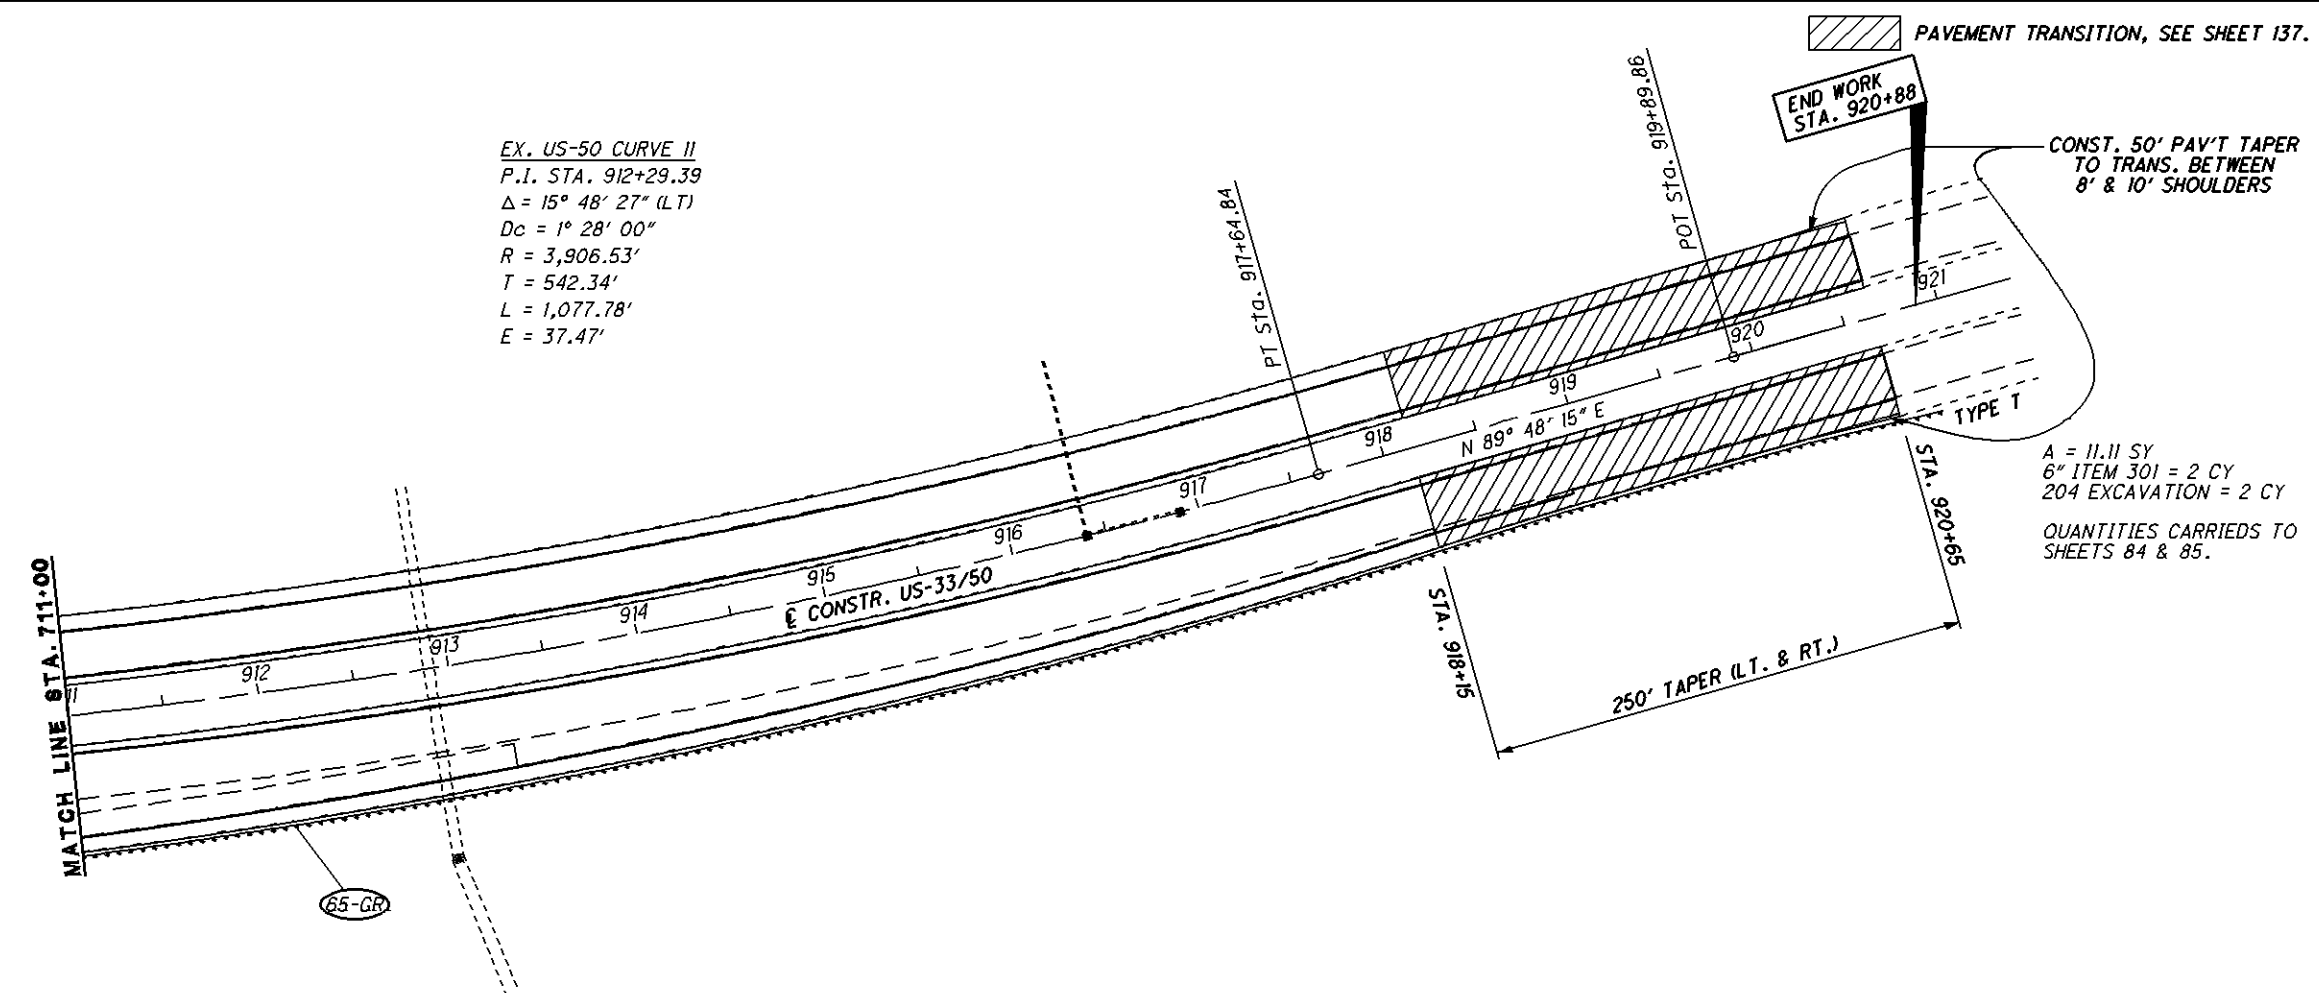 PAVEMENT TRANSITION, SEE SHEET 137.
END WORK
STA. 920+88
CONST. 50' PAV'T TAPER
TO TRANS. BETWEEN
8' & 10' SHOULDERS
EX. US-50 CURVE 11
P.I. STA. 912+29.39
Δ = 15° 48' 27" (LT)
Dc = 1° 28' 00"
R = 3,906.53'
T = 542.34'
L = 1,077.78'
E = 37.47'
PT Sta. 917+64.84
POT Sta. 919+89.86
MATCH LINE STA. 711+00
11
912
913
914
915
916
917
918
919
920
921
℄ CONSTR. US-33/50
N 89° 48' 15" E
TYPE T
A = 11.11 SY
6" ITEM 301 = 2 CY
204 EXCAVATION = 2 CY
QUANTITIES CARRIEDS TO
SHEETS 84 & 85.
STA. 918+15
STA. 920+65
250' TAPER (LT. & RT.)
65-GR